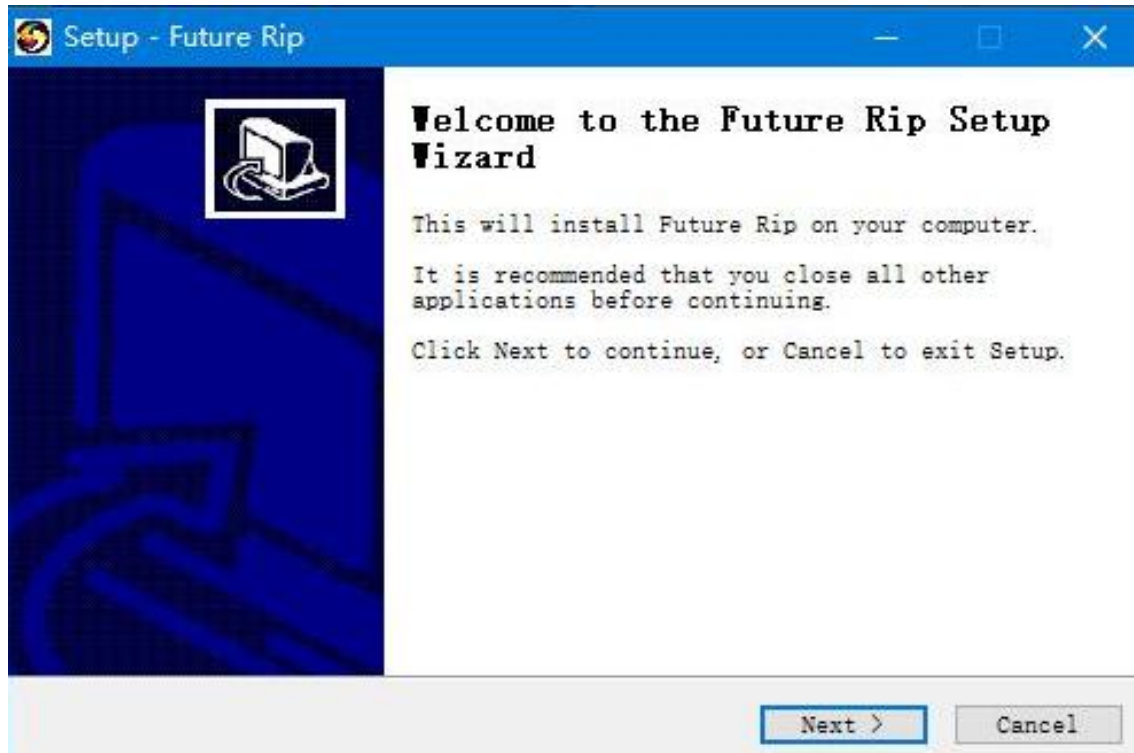 Setup - Future Rip
Welcome to the Future Rip Setup
Wizard
This will install Future Rip on your computer.
It is recommended that you close all other
applications before continuing.
Click Next to continue, or Cancel to exit Setup.
Next >
Cancel